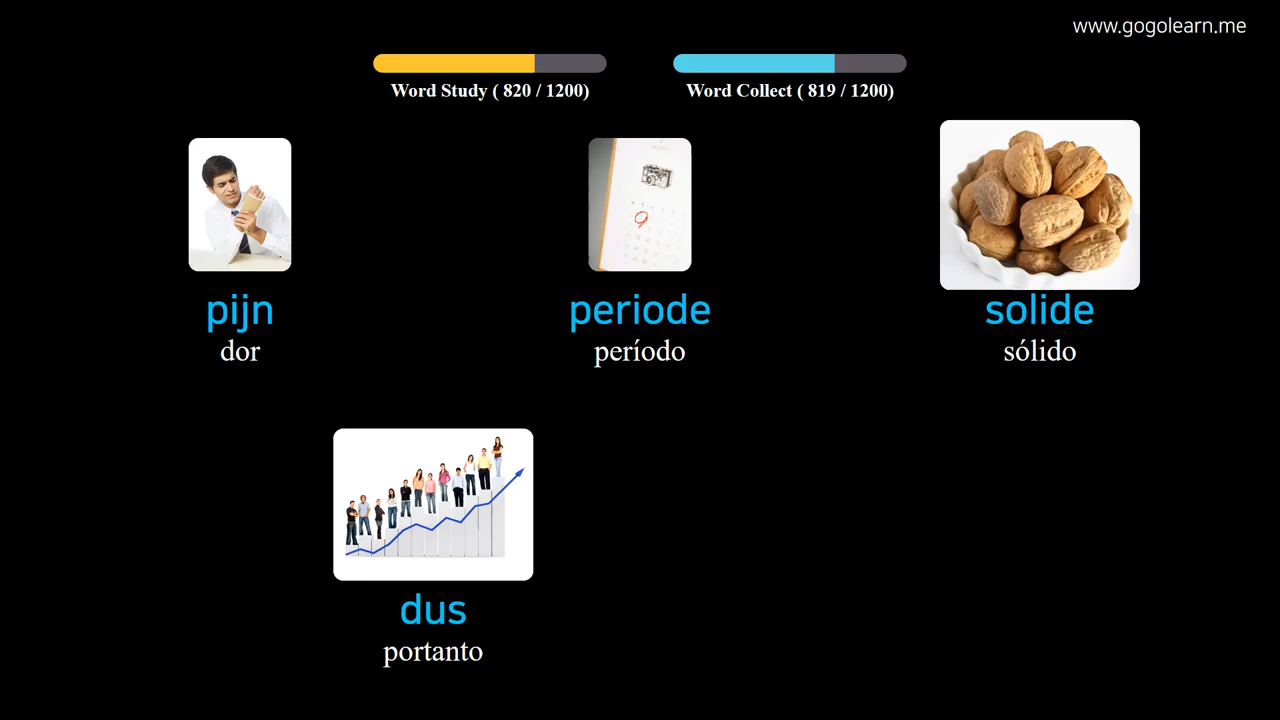 www.gogolearn.me
Word Study ( 820 / 1200)
Word Collect ( 819 / 1200)
pijn
dor
periode
período
solide
sólido
dus
portanto